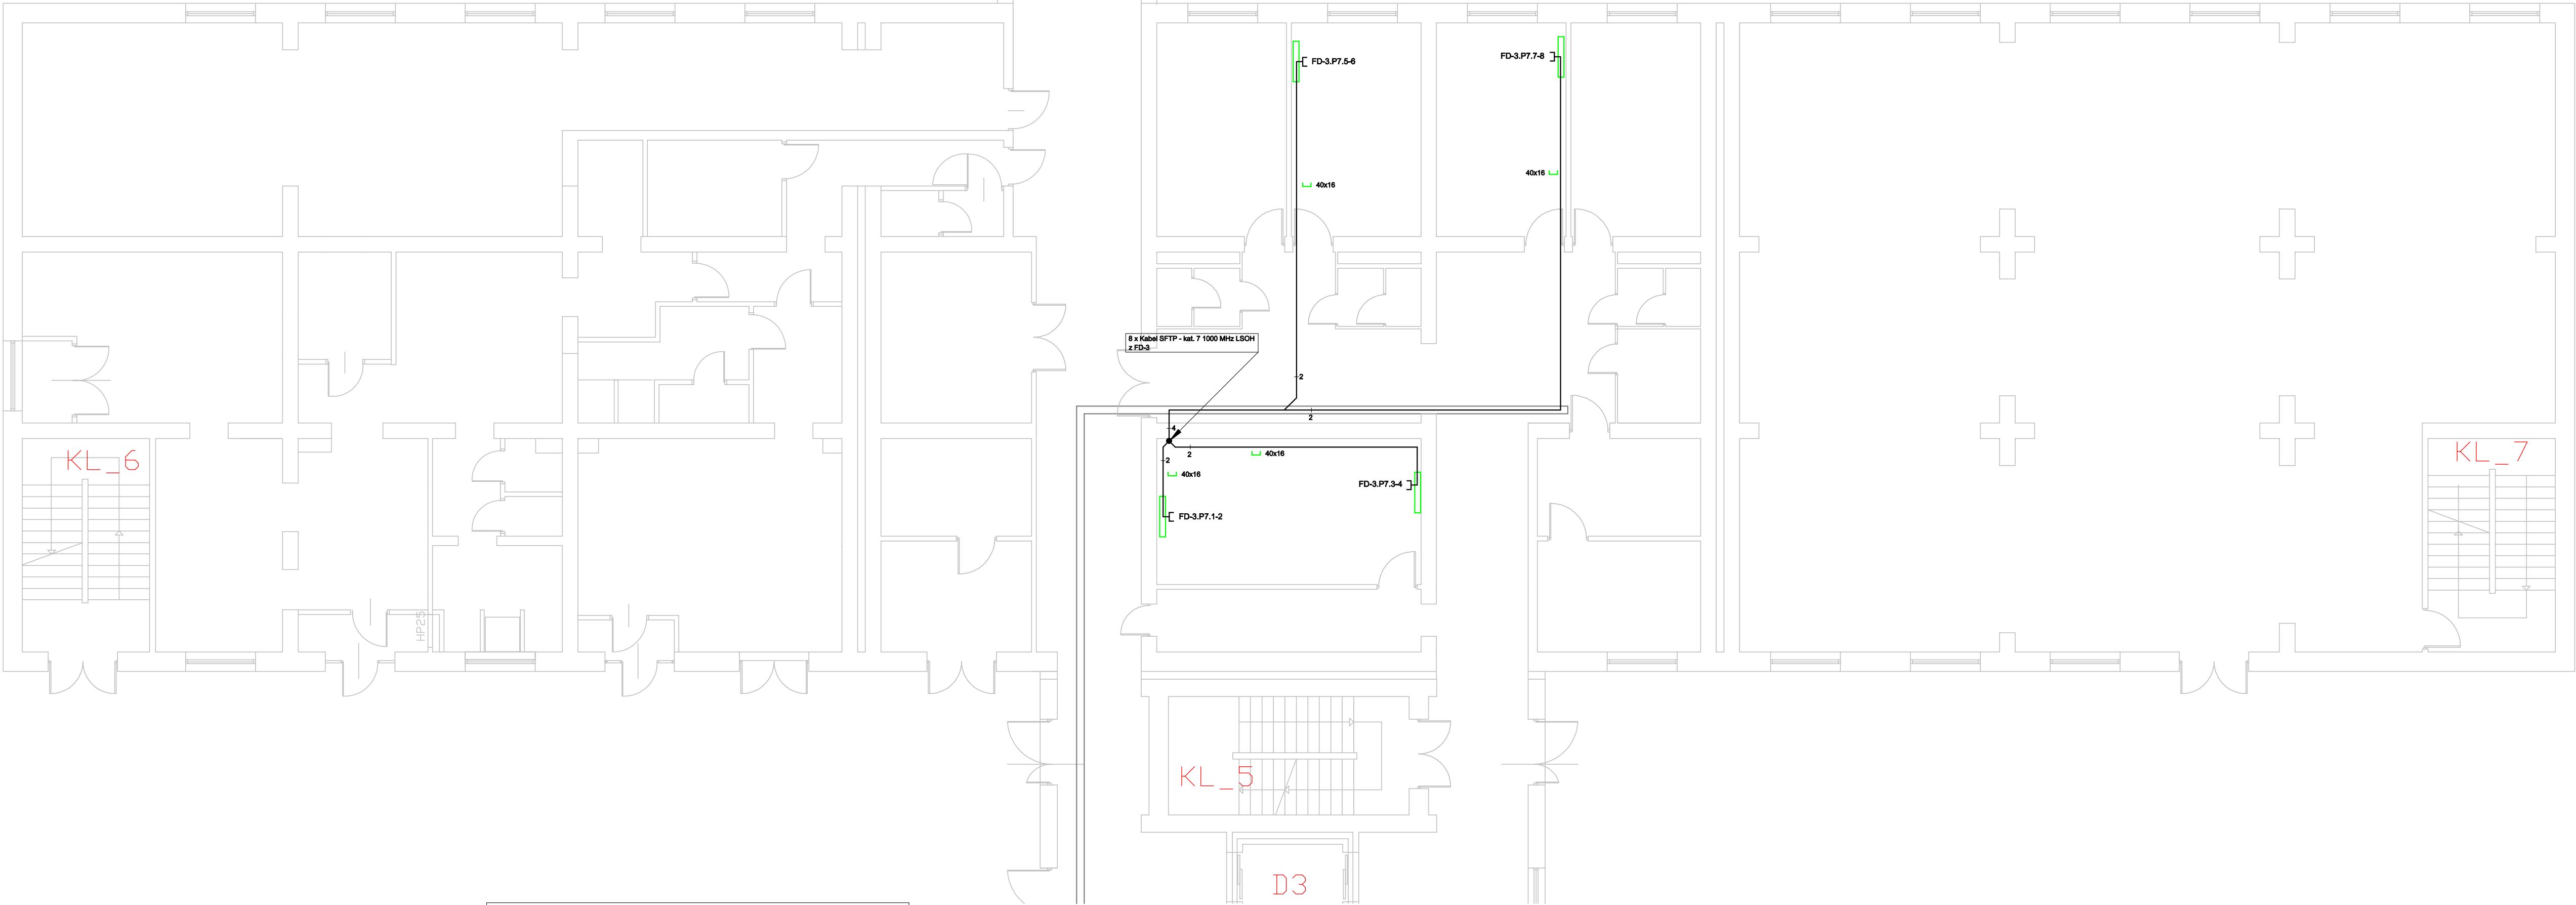 FD-3.P7.5-6
FD-3.P7.7-8
40x16
40x16
8 x Kabel SFTP - kat. 7 1000 MHz LSOH
z FD-3
2
2
4
2
2
40x16
40x16
FD-3.P7.3-4
FD-3.P7.1-2
KL_6
KL_7
HP25
KL_5
D3